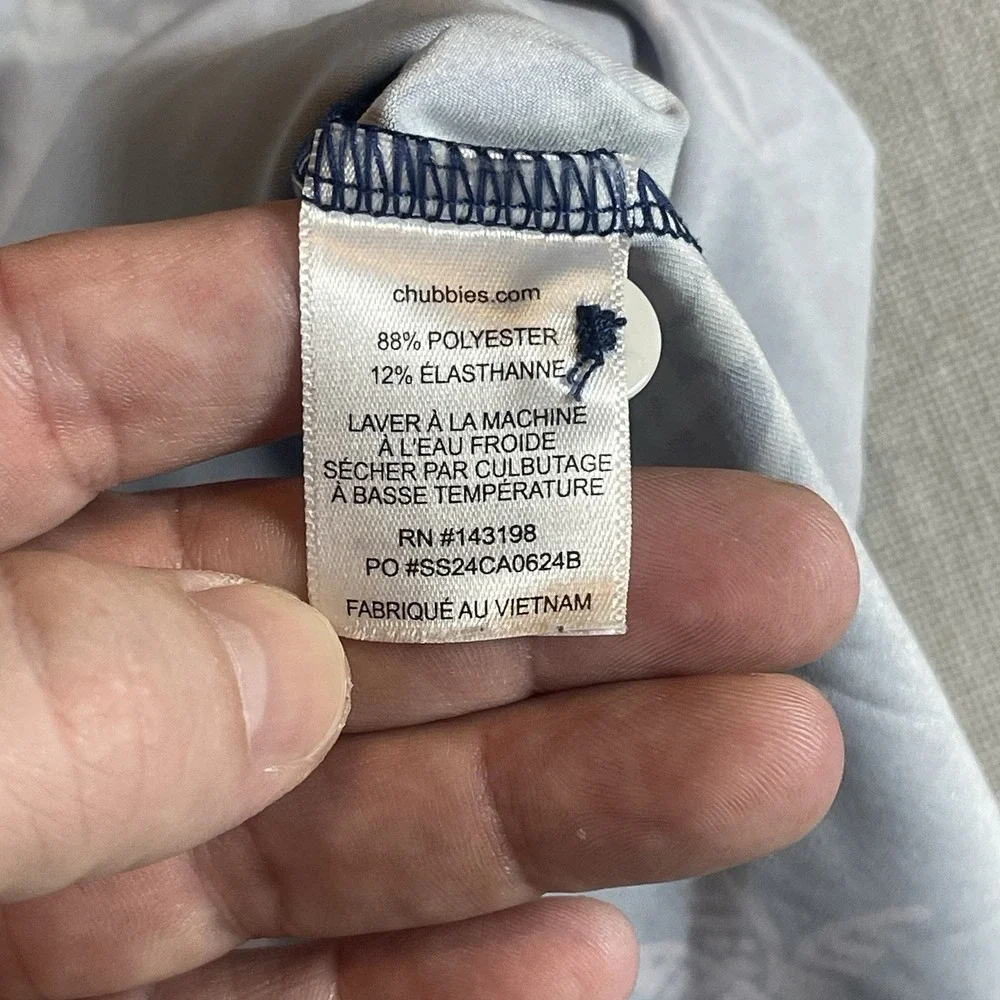 chubbies.com
88% POLYESTER
12% ÉLASTHANNE
LAVER À LA MACHINE
À L'EAU FROIDE
SÉCHER PAR CULBUTAGE
À BASSE TEMPÉRATURE
RN #143198
PO #SS24CA0624B
FABRIQUÉ AU VIETNAM